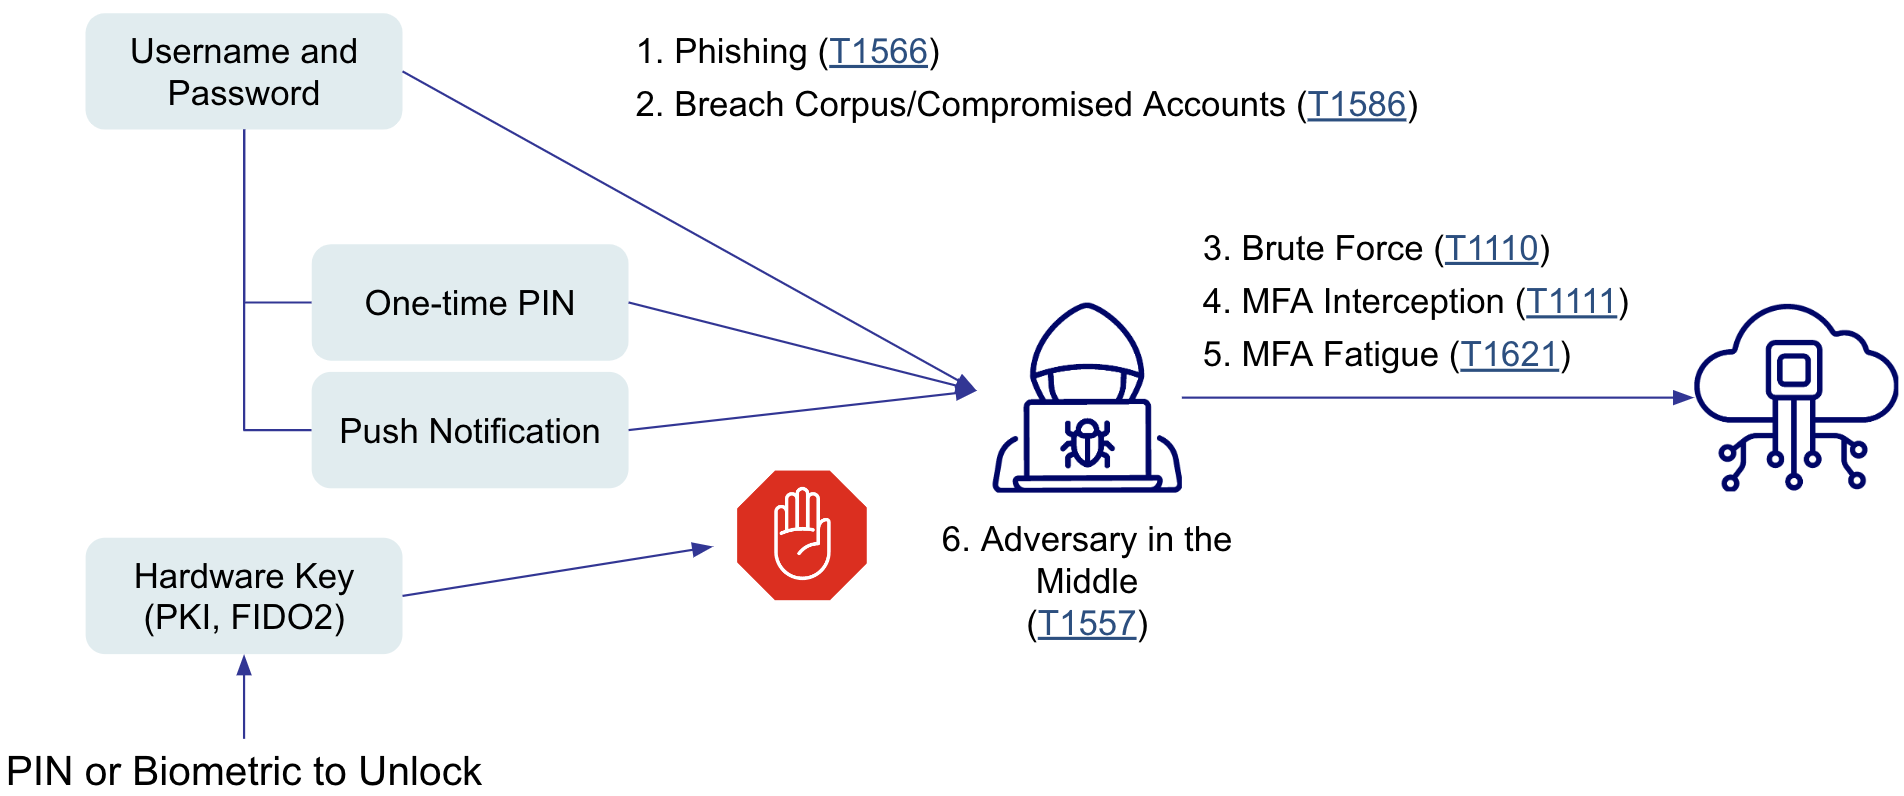 Username and
Password
1. Phishing (T1566)
2. Breach Corpus/Compromised Accounts (T1586)
One-time PIN
Push Notification
3. Brute Force (T1110)
4. MFA Interception (T1111)
5. MFA Fatigue (T1621)
6. Adversary in the
Middle
(T1557)
Hardware Key
(PKI, FIDO2)
PIN or Biometric to Unlock